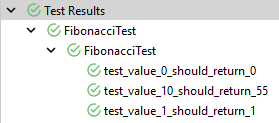 Test Results
FibonacciTest
FibonacciTest
test_value_0_should_return_0
test_value_10_should_return_55
test_value_1_should_return_1